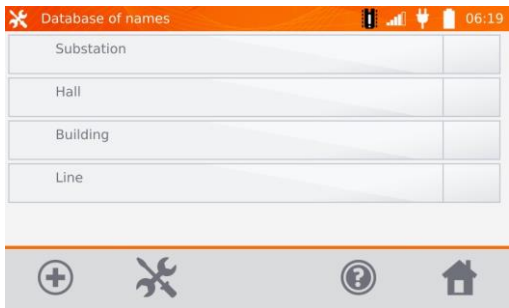 Database of names
06:19
Substation
Hall
Building
Line